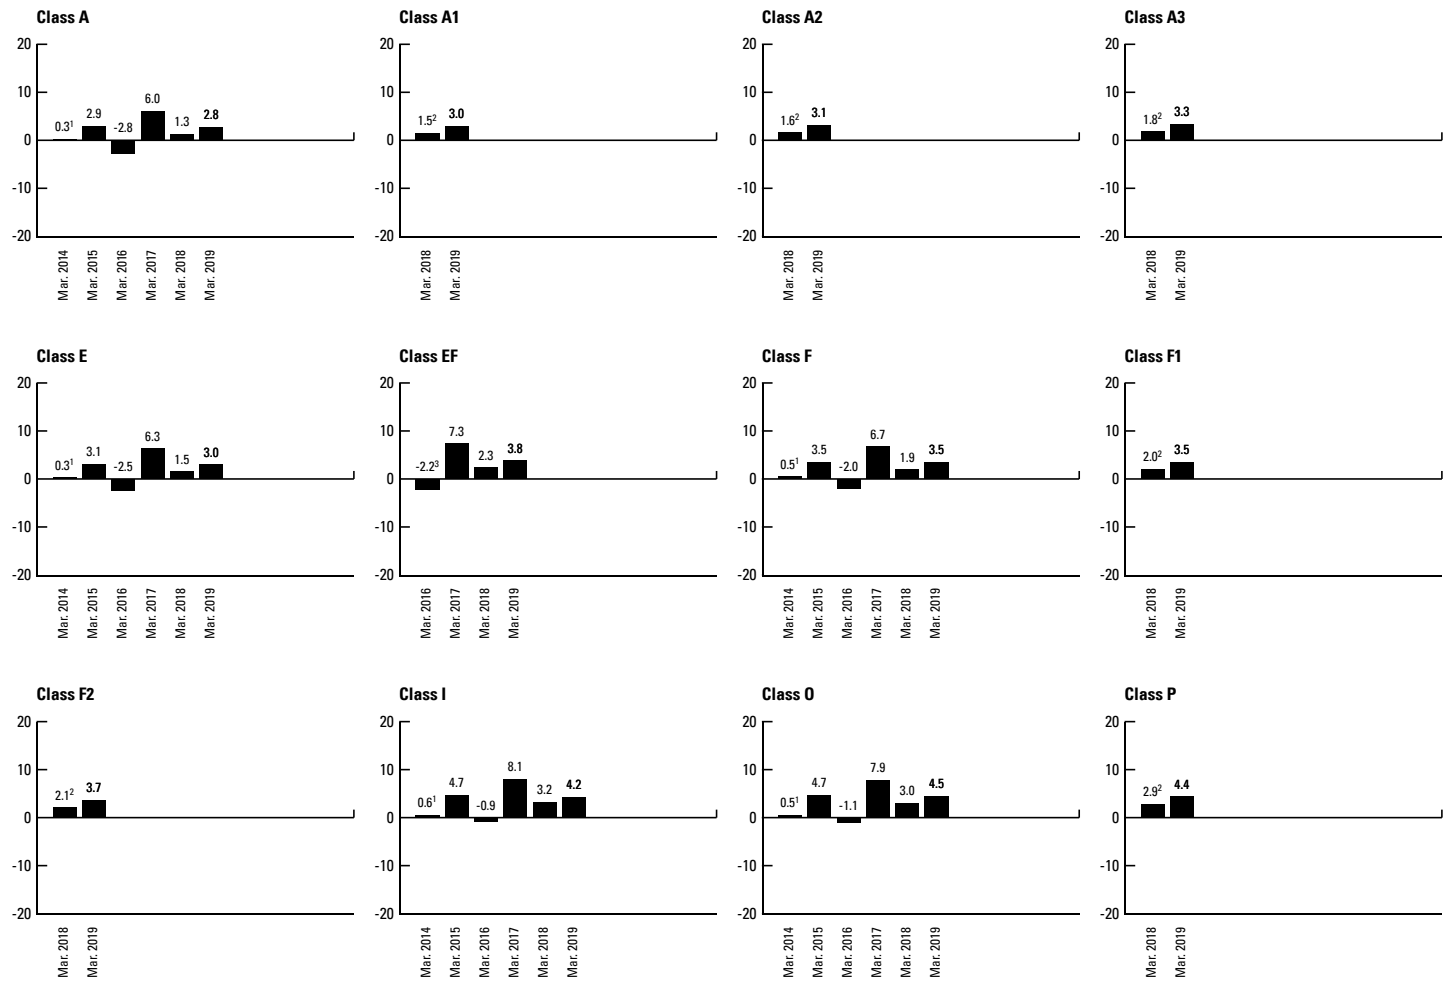 Class A
20
10
0
-10
-20
0.3¹
2.9
-2.8
6.0
1.3
2.8
Mar. 2014
Mar. 2015
Mar. 2016
Mar. 2017
Mar. 2018
Mar. 2019
Class A1
20
10
0
-10
-20
1.5²
3.0
Mar. 2018
Mar. 2019
Class A2
20
10
0
-10
-20
1.6²
3.1
Mar. 2018
Mar. 2019
Class A3
20
10
0
-10
-20
1.8²
3.3
Mar. 2018
Mar. 2019
Class E
20
10
0
-10
-20
0.3¹
3.1
-2.5
6.3
1.5
3.0
Mar. 2014
Mar. 2015
Mar. 2016
Mar. 2017
Mar. 2018
Mar. 2019
Class EF
20
10
0
-10
-20
-2.2³
7.3
2.3
3.8
Mar. 2016
Mar. 2017
Mar. 2018
Mar. 2019
Class F
20
10
0
-10
-20
0.5¹
3.5
-2.0
6.7
1.9
3.5
Mar. 2014
Mar. 2015
Mar. 2016
Mar. 2017
Mar. 2018
Mar. 2019
Class F1
20
10
0
-10
-20
2.0²
3.5
Mar. 2018
Mar. 2019
Class F2
20
10
0
-10
-20
2.1²
3.7
Mar. 2018
Mar. 2019
Class I
20
10
0
-10
-20
0.6¹
4.7
-0.9
8.1
3.2
4.2
Mar. 2014
Mar. 2015
Mar. 2016
Mar. 2017
Mar. 2018
Mar. 2019
Class O
20
10
0
-10
-20
0.5¹
4.7
-1.1
7.9
3.0
4.5
Mar. 2014
Mar. 2015
Mar. 2016
Mar. 2017
Mar. 2018
Mar. 2019
Class P
20
10
0
-10
-20
2.9²
4.4
Mar. 2018
Mar. 2019